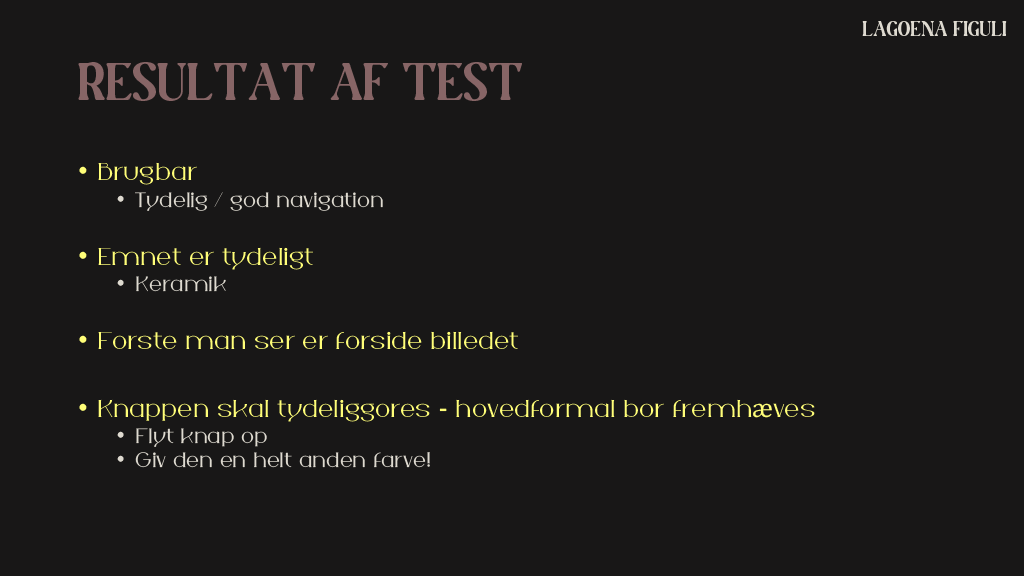 LAGOENA FIGULI
RESULTAT AF TEST
• Brugbar
• Tydelig / god navigation
• Emnet er tydeligt
• Keramik
• Forste man ser er forside billedet
• Knappen skal tydeliggores - hovedformal bor fremhæves
• Flyt knap op
• Giv den en helt anden farve!